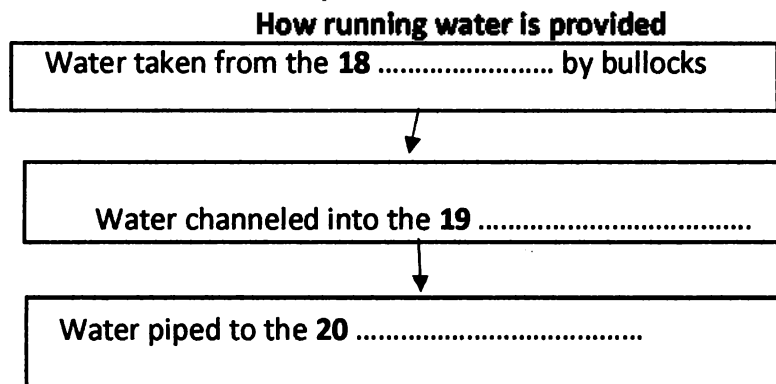 How running water is provided
Water taken from the 18 ........................ by bullocks
Water channeled into the 19 .....................................
Water piped to the 20 .......................................